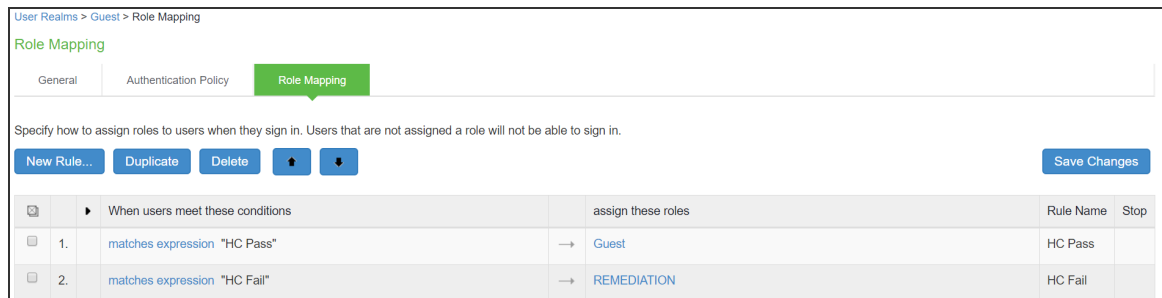 User Realms > Guest > Role Mapping
Role Mapping
General Authentication Policy Role Mapping
Specify how to assign roles to users when they sign in. Users that are not assigned a role will not be able to sign in.
New Rule... Duplicate Delete Save Changes
When users meet these conditions assign these roles Rule Name Stop
1. matches expression "HC Pass" → Guest HC Pass
2. matches expression "HC Fail" → REMEDIATION HC Fail